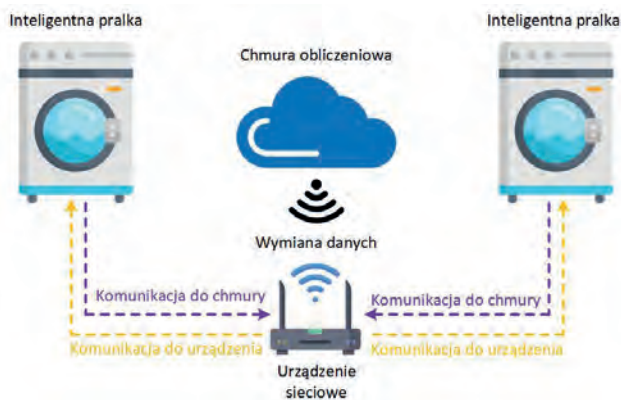 Inteligentna pralka
Inteligentna pralka
Chmura obliczeniowa
Wymiana danych
Komunikacja do chmury
Komunikacja do chmury
Komunikacja do urządzenia
Komunikacja do urządzenia
Urządzenie
sieciowe